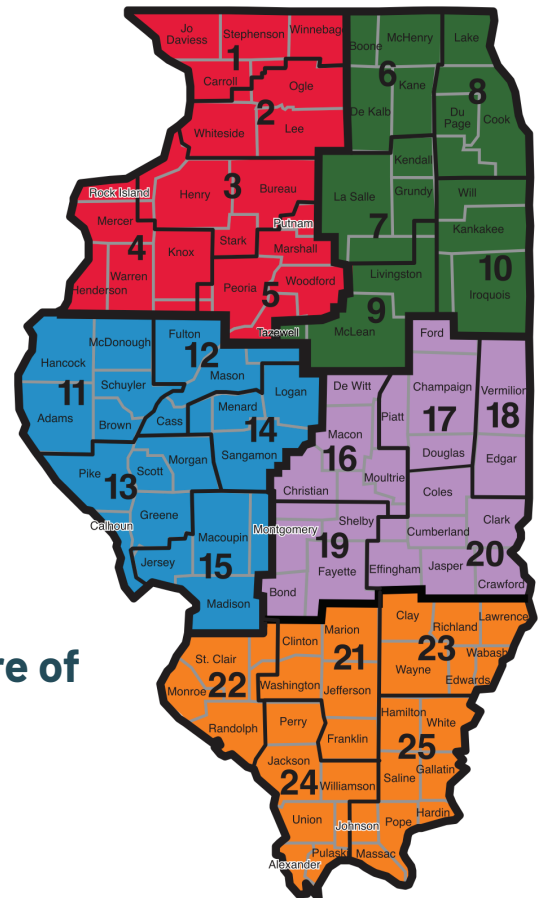 Jo
Daviess
Stephenson
Winnebago
1
Carroll
Ogle
2
Whiteside
Lee
Boone
McHenry
Lake
6
Kane
8
De Kalb
Du
Page
Cook
Rock Island
Henry
3
Bureau
Mercer
Putnam
4
Knox
Stark
Marshall
Warren
Henderson
Peoria
5
Woodford
Tazewell
Kendall
La Salle
Grundy
7
Will
Kankakee
10
Iroquois
Livingston
9
McLean
Hancock
McDonough
Fulton
12
Mason
11
Schuyler
Adams
Brown
Cass
Menard
Logan
14
Sangamon
Pike
13
Scott
Morgan
Greene
Calhoun
Jersey
Macoupin
15
Madison
Ford
De Witt
Champaign
Vermilion
Piatt
17
18
Macon
16
Douglas
Edgar
Moultrie
Christian
Coles
Montgomery
Shelby
19
Cumberland
Clark
20
Fayette
Effingham
Jasper
Bond
Crawford
re of
Clinton
Marion
21
Clay
Richland
Lawrence
23
Wabash
St. Clair
22
Washington
Jefferson
Wayne
Edwards
Monroe
Randolph
Perry
Franklin
Hamilton
White
25
Jackson
24
Williamson
Saline
Gallatin
Union
Johnson
Pope
Hardin
Alexander
Pulaski
Massac